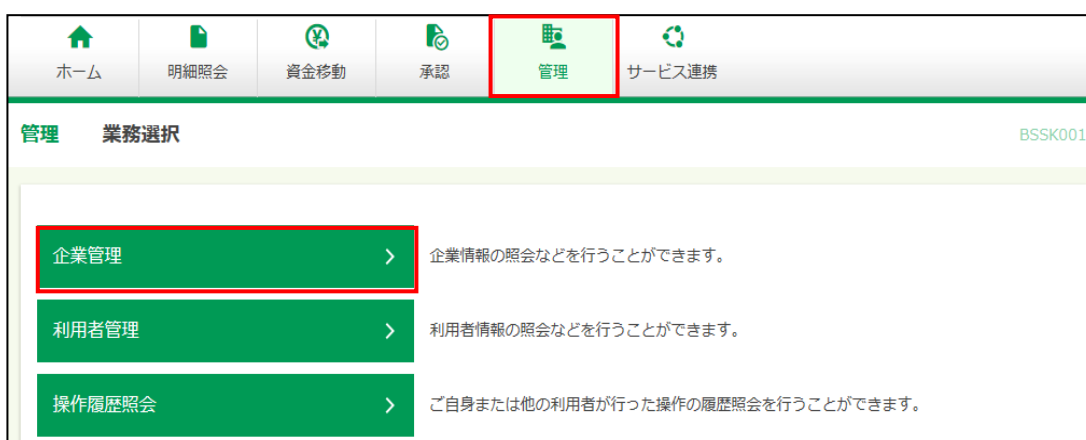 ホーム 明細照会 資金移動 承認 管理 サービス連携
管理 業務選択 BSSK001
企業管理 企業情報の照会などを行うことができます。
利用者管理 利用者情報の照会などを行うことができます。
操作履歴照会 ご自身または他の利用者が行った操作の履歴照会を行うことができます。